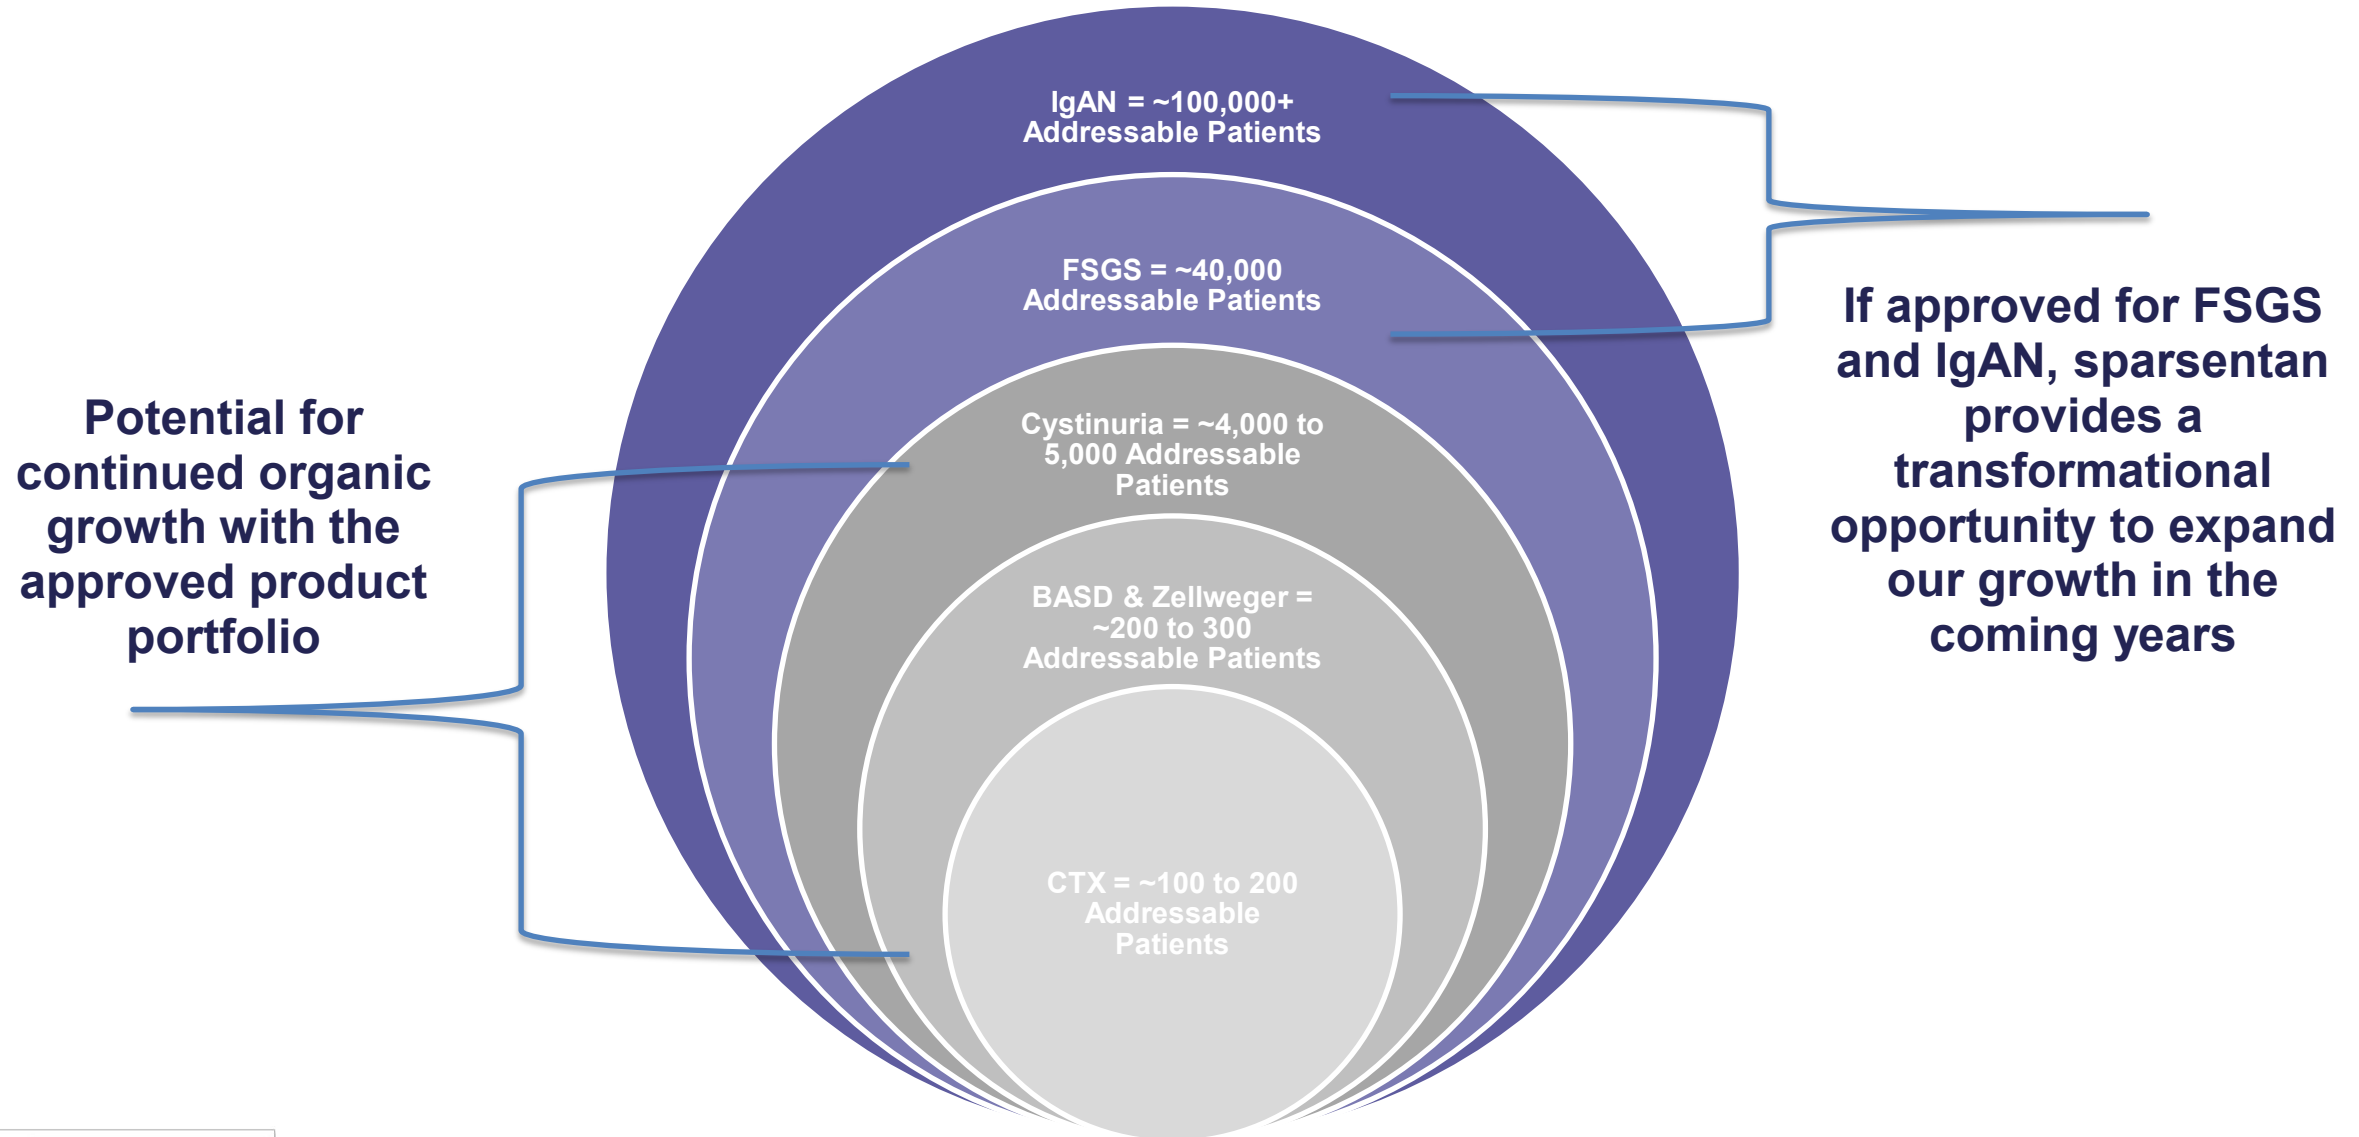 Potential for
continued organic
growth with the
approved product
portfolio
IgAN = ~100,000+
Addressable Patients
FSGS = ~40,000
Addressable Patients
Cystinuria = ~4,000 to
5,000 Addressable
Patients
BASD & Zellweger =
~200 to 300
Addressable Patients
CTX = ~100 to 200
Addressable
Patients
If approved for FSGS
and IgAN, sparsentan
provides a
transformational
opportunity to expand
our growth in the
coming years